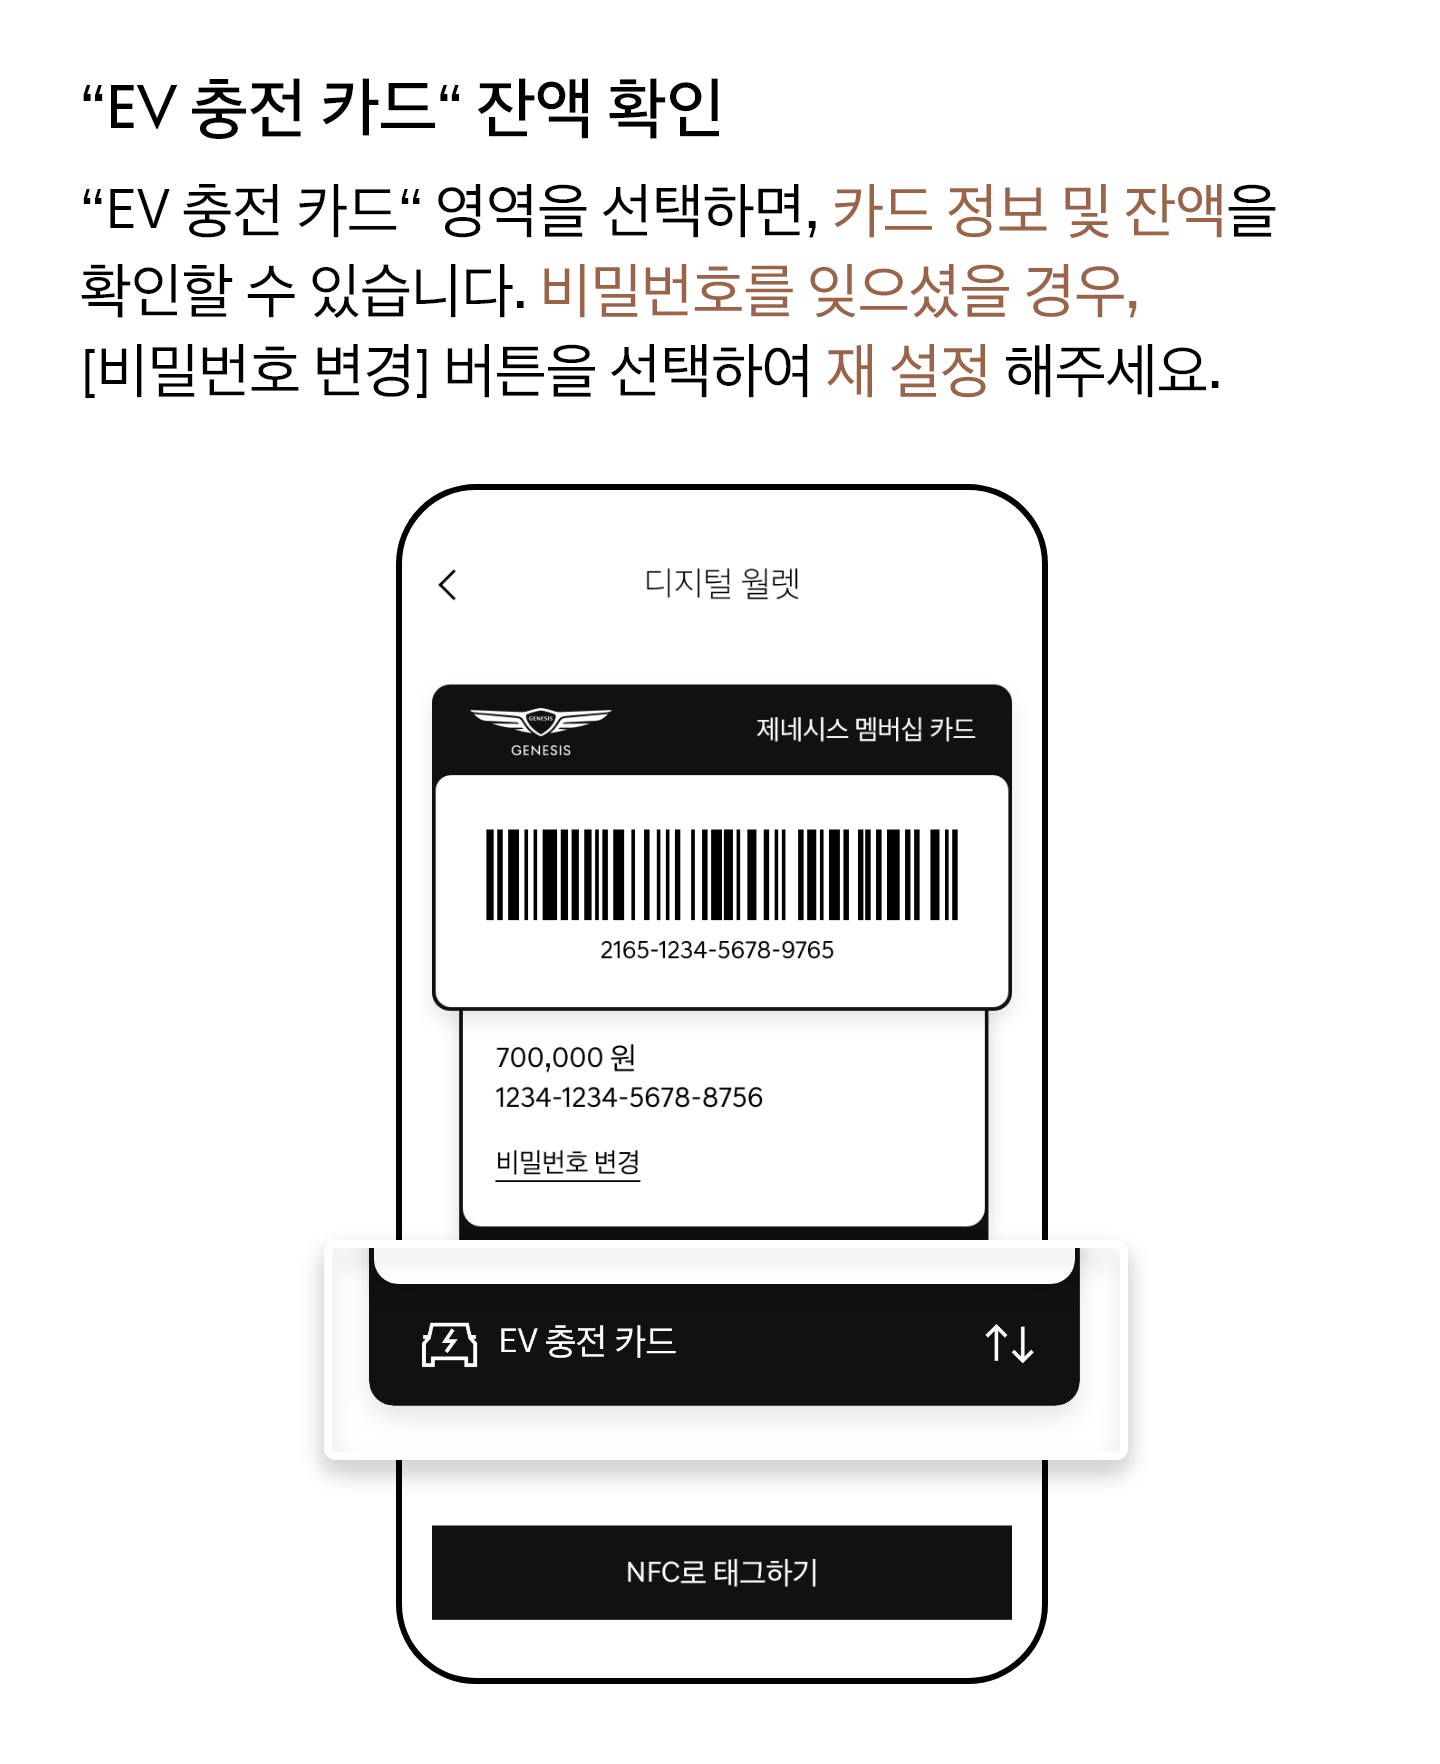 “EV 충전 카드“ 잔액 확인
“EV 충전 카드“ 영역을 선택하면, 카드 정보 및 잔액을
확인할 수 있습니다. 비밀번호를 잊으셨을 경우,
[비밀번호 변경] 버튼을 선택하여 재 설정 해주세요.
디지털 월렛
GENESIS
GENESIS
제네시스 멤버십 카드
2165-1234-5678-9765
700,000 원
1234-1234-5678-8756
비밀번호 변경
EV 충전 카드
NFC로 태그하기